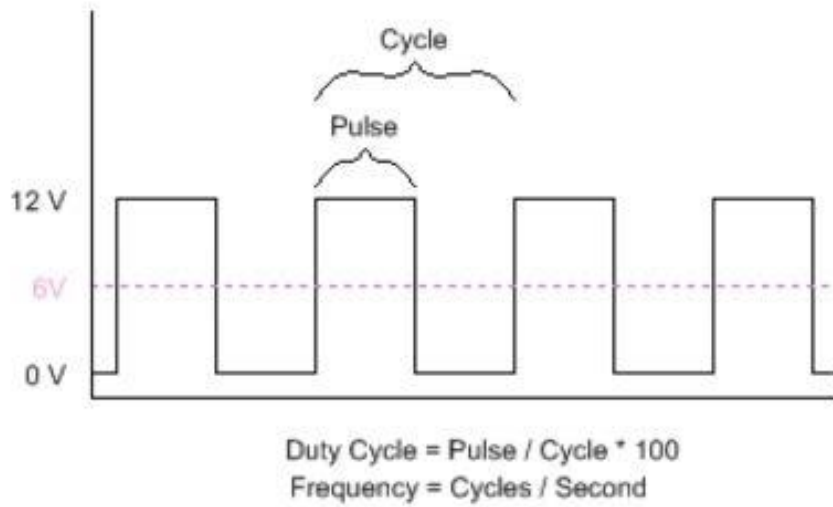 Cycle
Pulse
12 V
6V
0 V
Duty Cycle = Pulse / Cycle * 100
Frequency = Cycles / Second